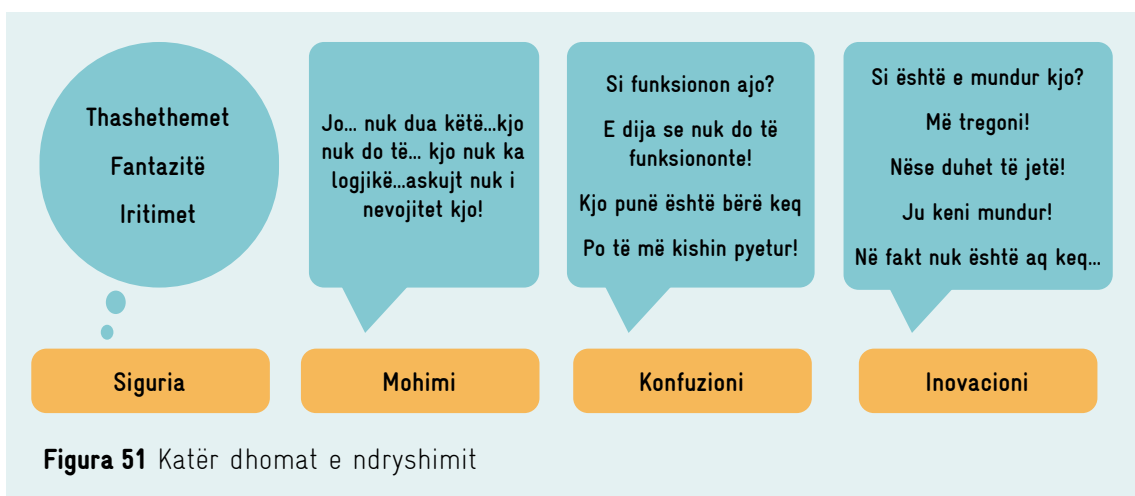 Thashethemet
Fantazitë
Iritimet
Jo... nuk dua këtë...kjo
nuk do të... kjo nuk ka
logjikë...askujt nuk i
nevojitet kjo!
Si funksionon ajo?
E dija se nuk do të
funksiononte!
Kjo punë është bërë keq
Po të më kishin pyetur!
Si është e mundur kjo?
Më tregoni!
Nëse duhet të jetë!
Ju keni mundur!
Në fakt nuk është aq keq...
Siguria
Mohimi
Konfuzioni
Inovacioni
Figura 51 Katër dhomat e ndryshimit